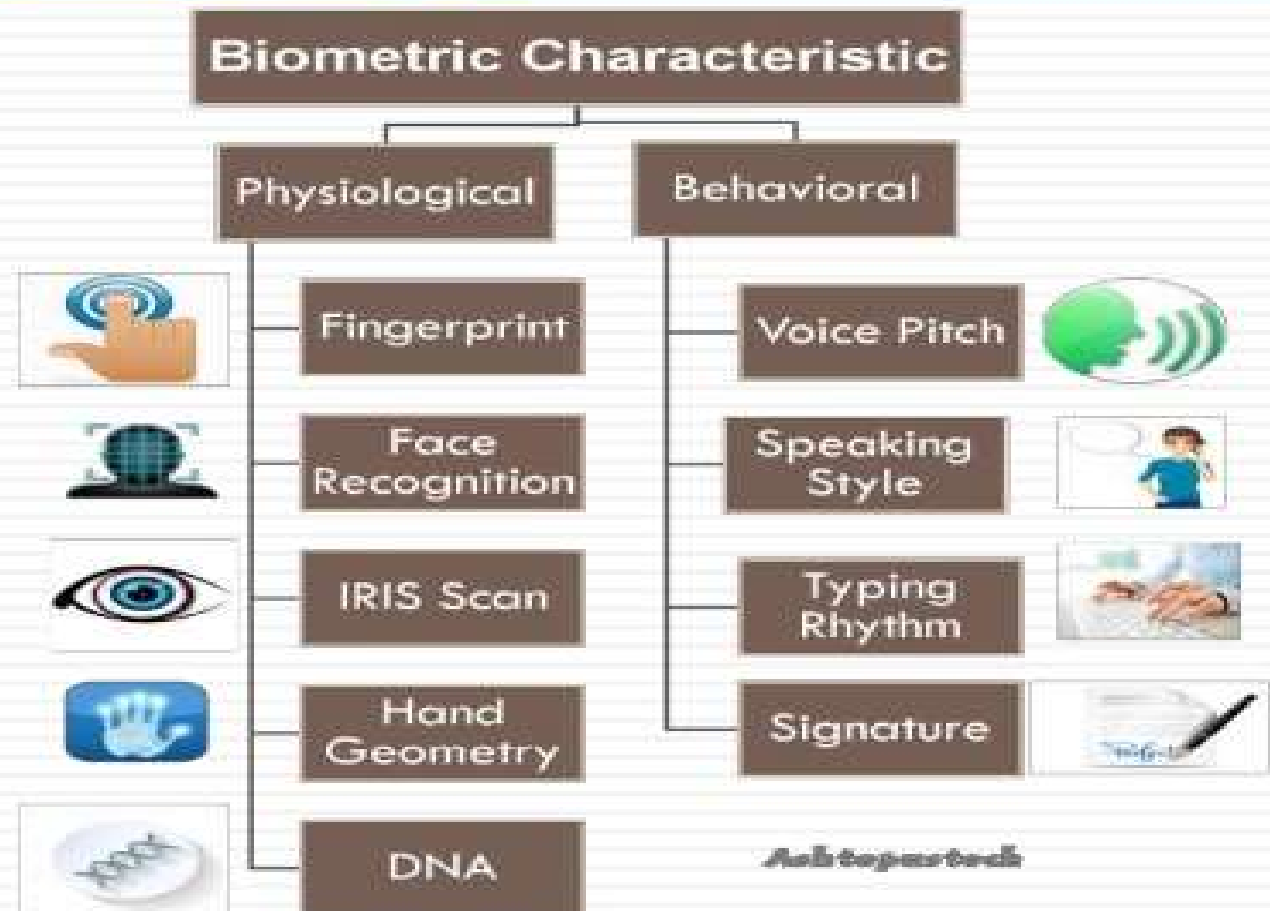 Biometric Characteristic
Physiological
Behavioral
Fingerprint
Face
Recognition
IRIS Scan
Hand
Geometry
DNA
Voice Pitch
Speaking
Style
Typing
Rhythm
Signature